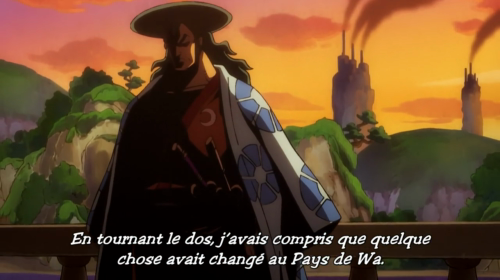 En tournant le dos, j'avais compris que quelque
chose avait changé au Pays de Wa.